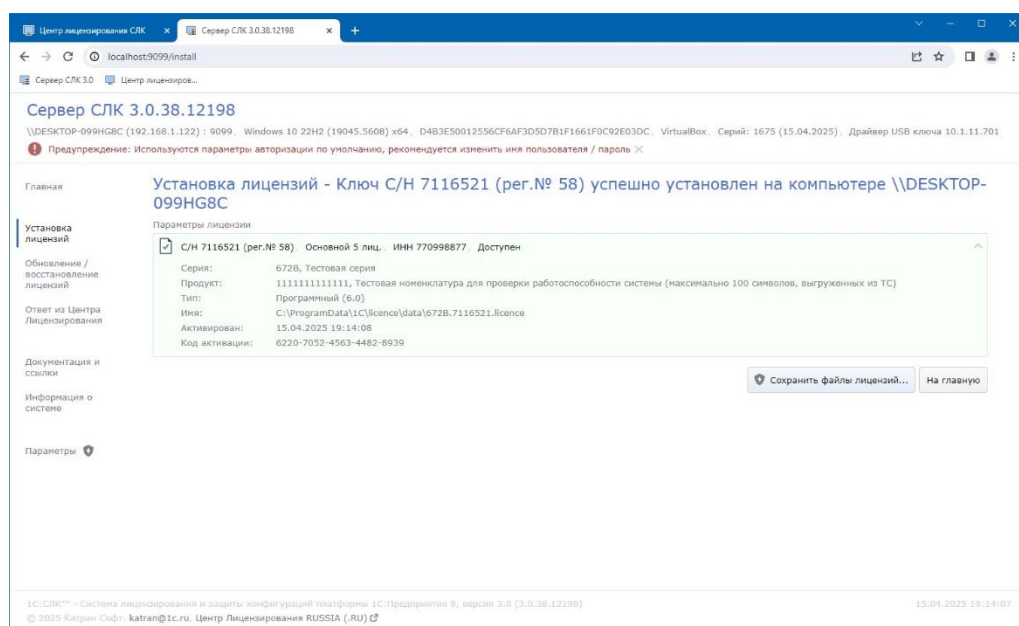 Центр лицензирования СЛК
Сервер СЛК 3.0.38.12198
localhost:9099/install
Сервер СЛК 3.0 Центр лицензиров...
Сервер СЛК 3.0.38.12198
\\DESKTOP-099HG8C (192.168.1.122) : 9099, Windows 10 22H2 (19045.5608) x64, D4B3E50012556CF6AF3D5D7B1F1661F0C92E03DC, VirtualBox, Серий: 1675 (15.04.2025), Драйвер USB ключа 10.1.11.701
Предупреждение: Используются параметры авторизации по умолчанию, рекомендуется изменить имя пользователя / пароль
Главная
Установка
лицензий
Обновление /
восстановление
лицензий
Ответ из Центра
Лицензирования
Документация и
ссылки
Информация о
системе
Параметры
Установка лицензий - Ключ С/Н 7116521 (рег.№ 58) успешно установлен на компьютере \\DESKTOP-
099HG8C
Параметры лицензии
С/Н 7116521 (рег.№ 58), Основной 5 лиц., ИНН 770998877, Доступен
Серия: 672B, Тестовая серия
Продукт: 1111111111111, Тестовая номенклатура для проверки работоспособности системы (максимально 100 символов, выгруженных из ТС)
Тип: Программный (6.0)
Имя: C:\ProgramData\1C\licence\data\672B.7116521.licence
Активирован: 15.04.2025 19:14:08
Код активации: 6220-7052-4563-4482-8939
Сохранить файлы лицензий... На главную
1С:СЛК™ - Система лицензирования и защиты конфигураций платформы 1С:Предприятие 8, версия 3.0 (3.0.38.12198) 15.04.2025 19:14:07
© 2025 Катран Софт. katran@1c.ru, Центр Лицензирования RUSSIA (.RU)